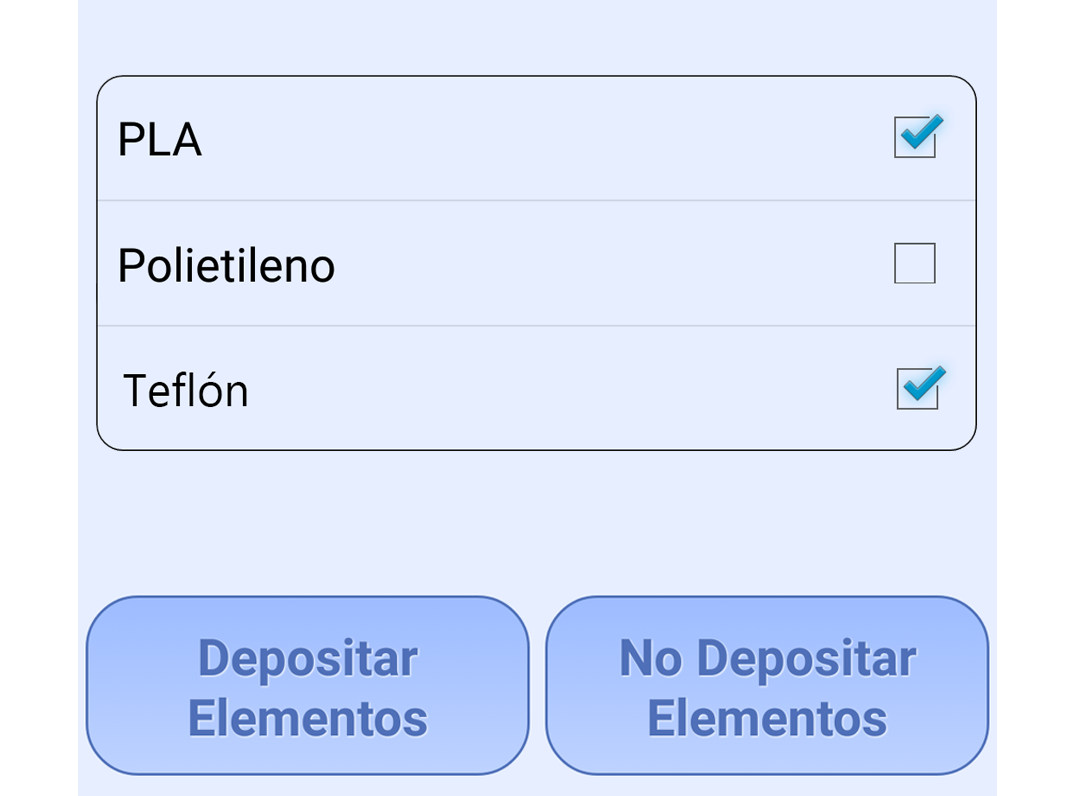 PLA
Polietileno
Teflón
Depositar
Elementos
No Depositar
Elementos